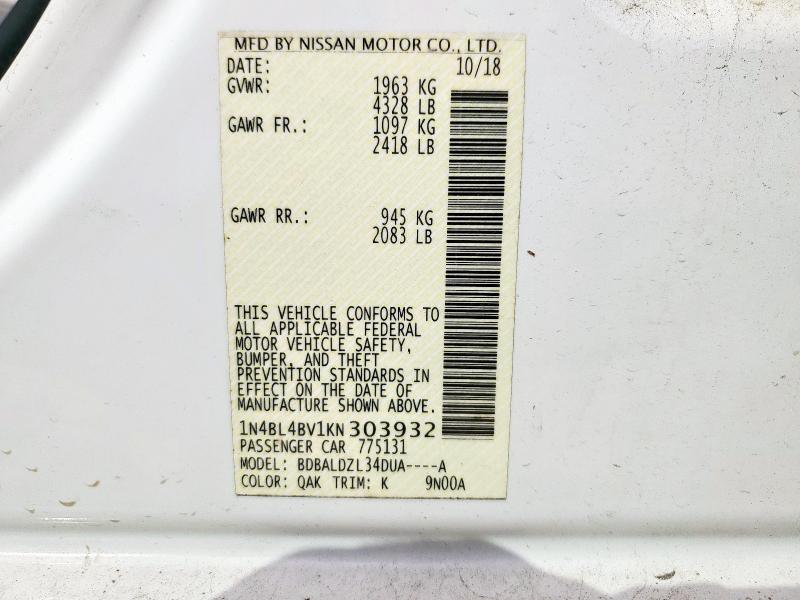 MFD BY NISSAN MOTOR CO., LTD.
DATE: 10/18
GVWR: 1963 KG
4328 LB
GAWR FR.: 1097 KG
2418 LB
GAWR RR.: 945 KG
2083 LB
THIS VEHICLE CONFORMS TO
ALL APPLICABLE FEDERAL
MOTOR VEHICLE SAFETY,
BUMPER, AND THEFT
PREVENTION STANDARDS IN
EFFECT ON THE DATE OF
MANUFACTURE SHOWN ABOVE.
1N4BL4BV1KN303932
PASSENGER CAR 775131
MODEL: BDBALDZL34DUA----A
COLOR: QAK TRIM: K 9N00A